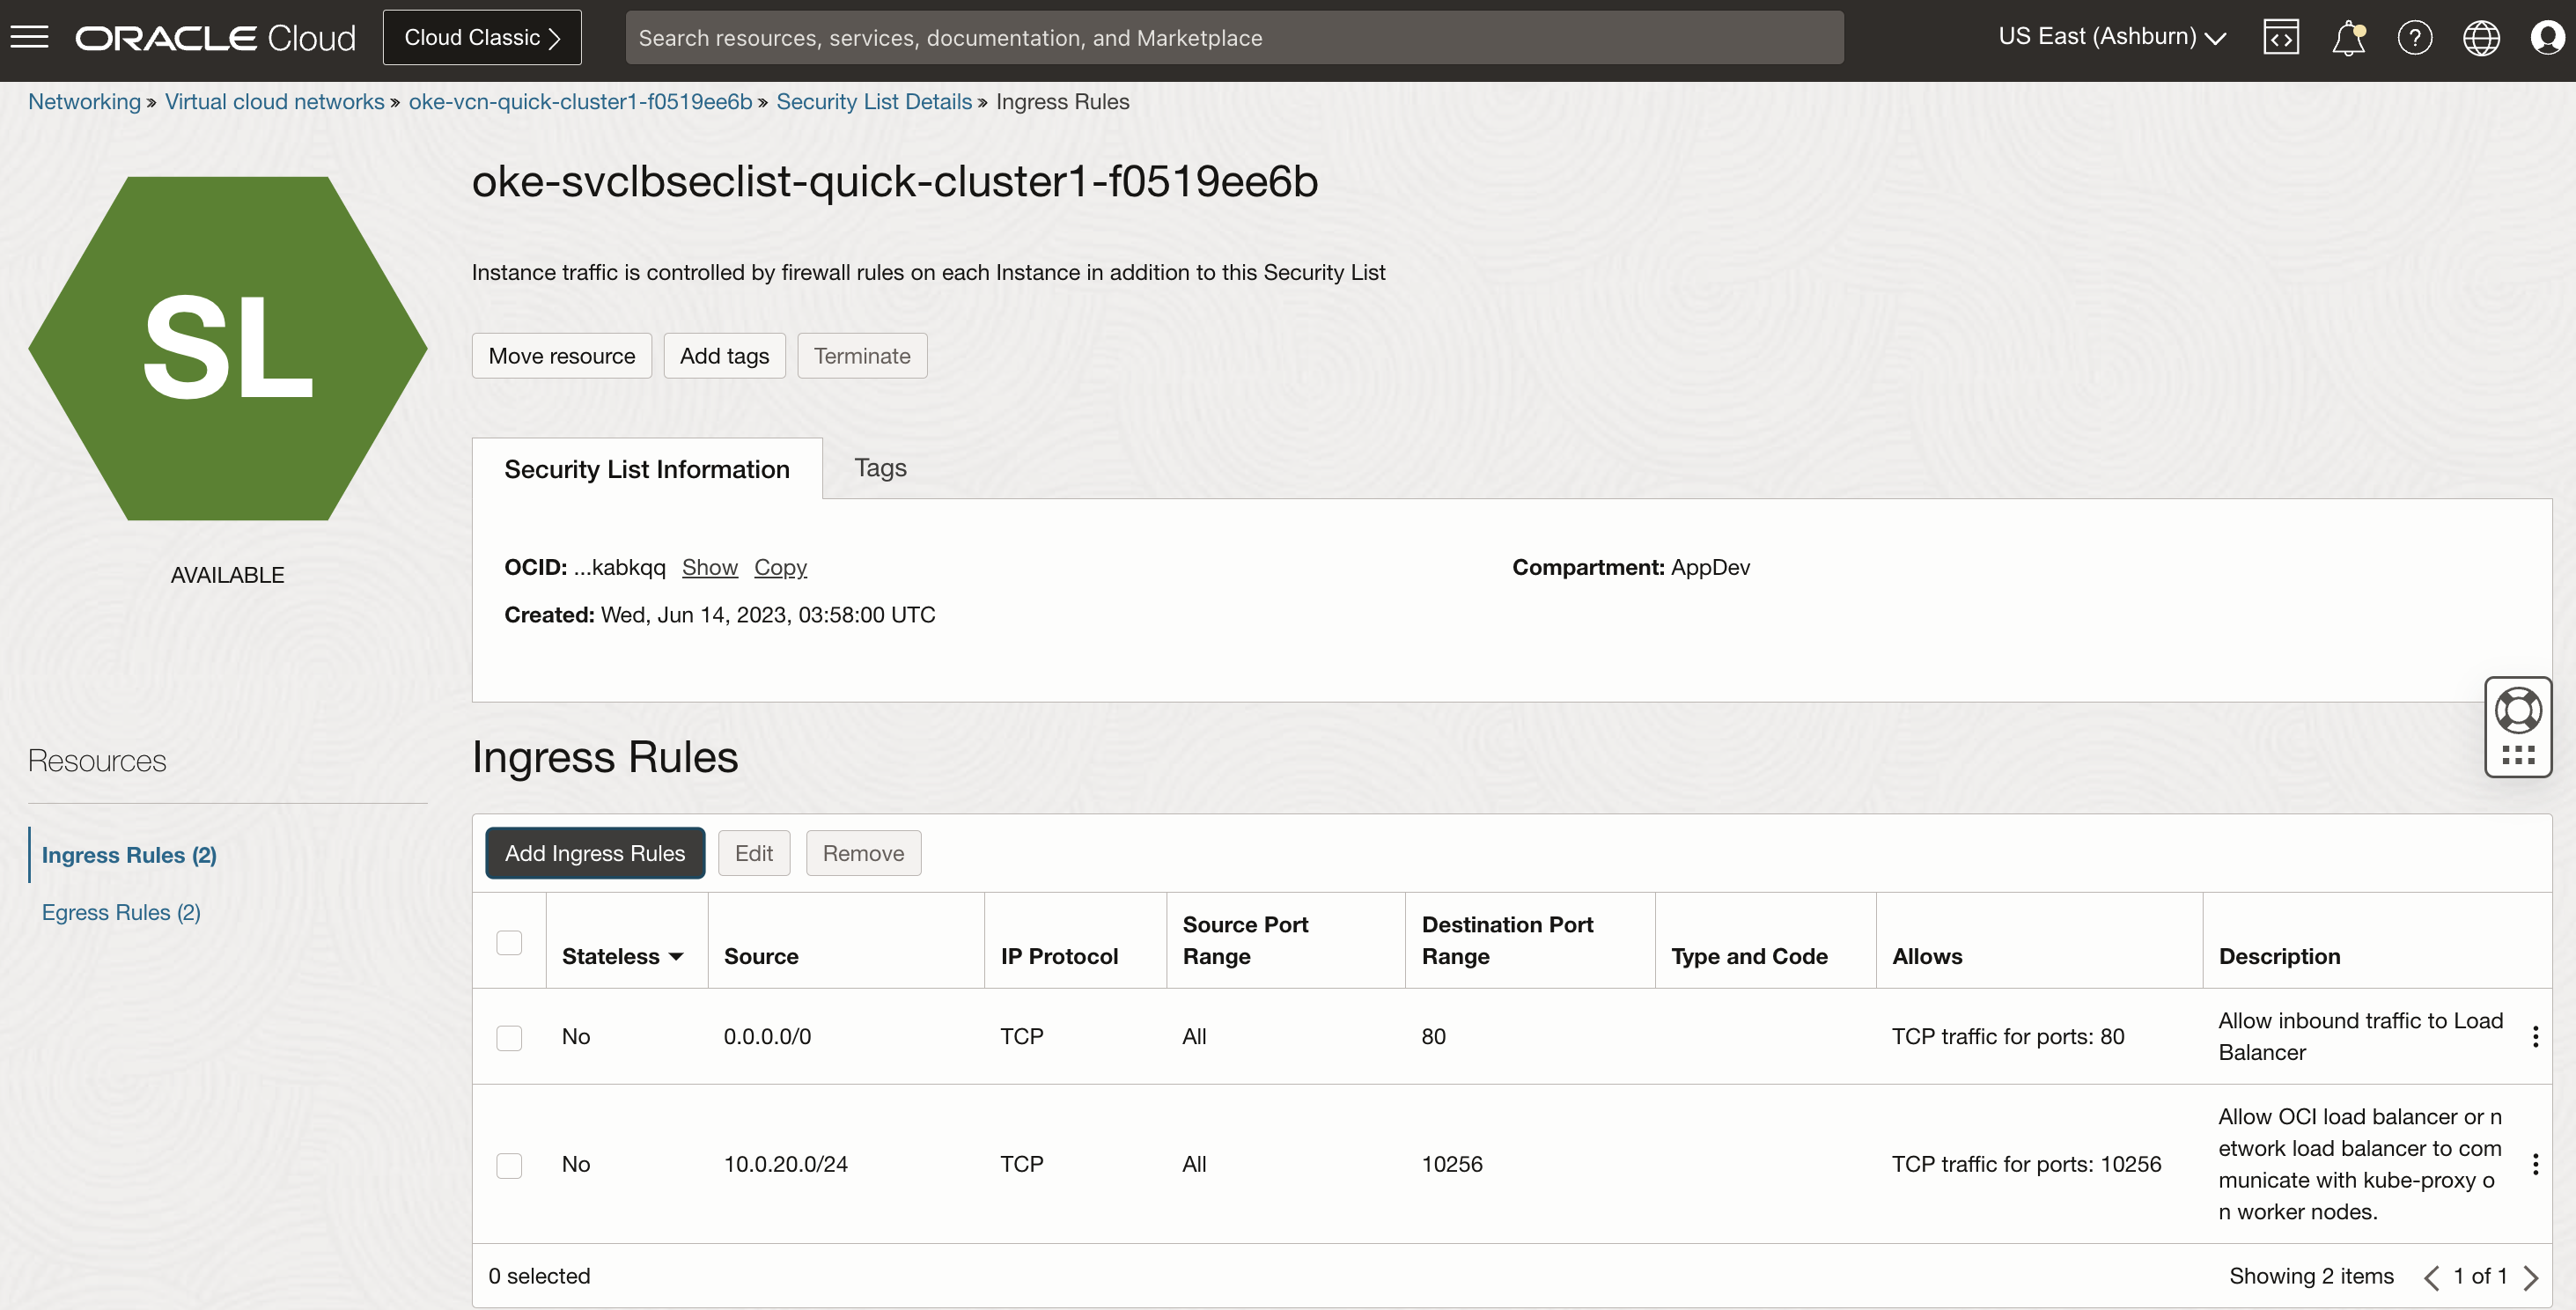 ORACLE Cloud
Cloud Classic
Search resources, services, documentation, and Marketplace
US East (Ashburn)
Networking » Virtual cloud networks » oke-vcn-quick-cluster1-f0519ee6b » Security List Details » Ingress Rules
SL
AVAILABLE
oke-svclbseclist-quick-cluster1-f0519ee6b
Instance traffic is controlled by firewall rules on each Instance in addition to this Security List
Move resource
Add tags
Terminate
Security List Information
Tags
OCID: ...kabkqq Show Copy
Compartment: AppDev
Created: Wed, Jun 14, 2023, 03:58:00 UTC
Resources
Ingress Rules (2)
Egress Rules (2)
Ingress Rules
Add Ingress Rules
Edit
Remove
Stateless
Source
IP Protocol
Source Port
Range
Destination Port
Range
Type and Code
Allows
Description
No
0.0.0.0/0
TCP
All
80
TCP traffic for ports: 80
Allow inbound traffic to Load
Balancer
No
10.0.20.0/24
TCP
All
10256
TCP traffic for ports: 10256
Allow OCI load balancer or n
etwork load balancer to com
municate with kube-proxy o
n worker nodes.
0 selected
Showing 2 items
1 of 1